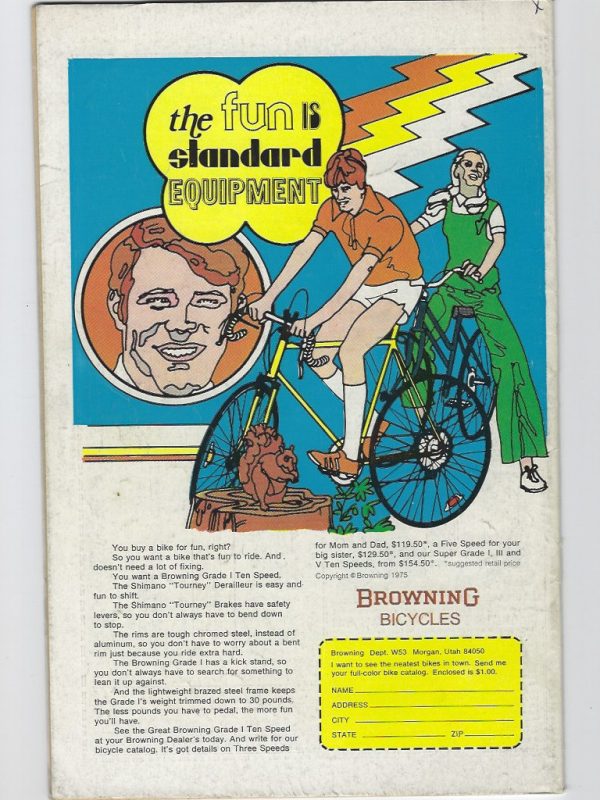 x
the fun IS
standard
EQUIPMENT
You buy a bike for fun, right?
So you want a bike that's fun to ride. And
doesn't need a lot of fixing.
You want a Browning Grade I Ten Speed.
The Shimano "Tourney" Derailleur is easy and
fun to shift.
The Shimano "Tourney" Brakes have safety
levers, so you don't always have to bend down
to stop.
The rims are tough chromed steel, instead of
aluminum, so you don't have to worry about a bent
rim just because you ride extra hard.
The Browning Grade I has a kick stand, so
you don't always have to search for something to
lean it up against.
And the lightweight brazed steel frame keeps
the Grade I's weight trimmed down to 30 pounds.
The less pounds you have to pedal, the more fun
you'll have.
See the Great Browning Grade I Ten Speed
at your Browning Dealer's today. And write for our
bicycle catalog. It's got details on Three Speeds
for Mom and Dad, $119.50*, a Five Speed for your
big sister, $129.50*, and our Super Grade I, III and
V Ten Speeds, from $154.50*. *suggested retail price
Copyright © Browning 1975
BROWNING
BICYCLES
Browning Dept. W53 Morgan, Utah 84050
I want to see the neatest bikes in town. Send me
your full-color bike catalog. Enclosed is $1.00.
NAME
ADDRESS
CITY
STATE ZIP